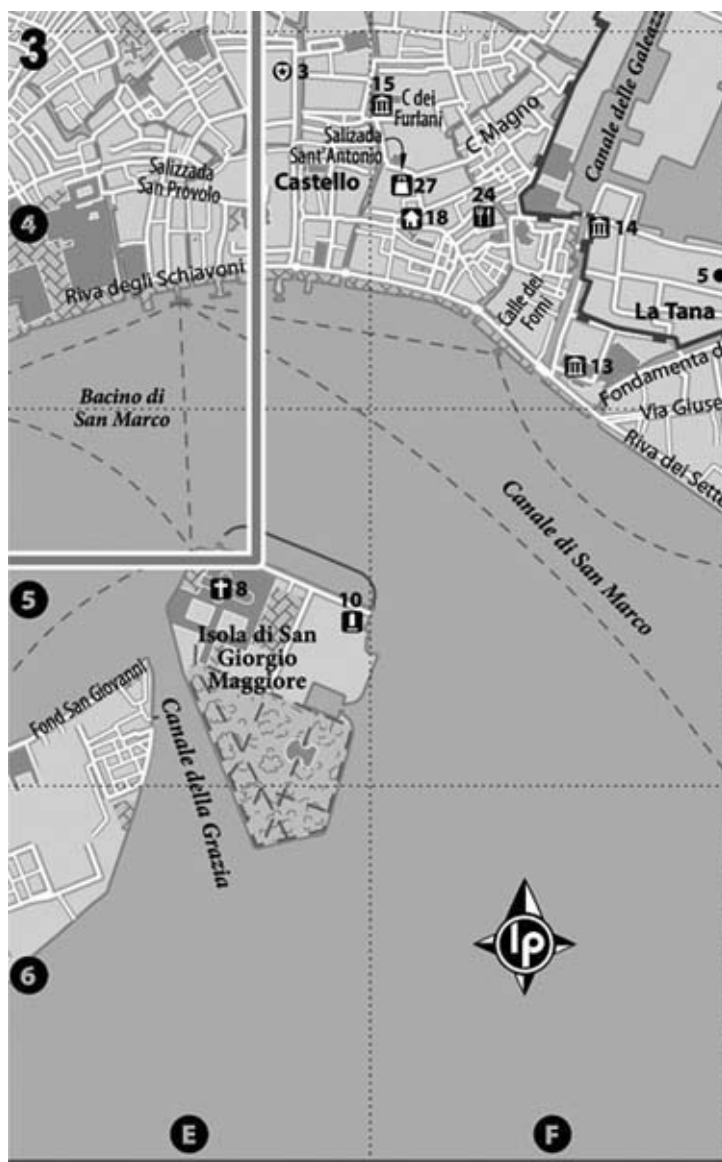 3
3
15
C dei
Furlani
C Magno
Canale delle Galeazz
Salizada
Sant'Antonio
Salizzada
San Provolo
Castello
27
24
4
18
14
5
Riva degli Schiavoni
Calle dei
Forni
La Tana
13
Fondamenta d
Bacino di
San Marco
Via Giuse
Riva dei Sette
Canale di San Marco
5
8
10
Isola di San
Giorgio
Maggiore
Fond San Giovanni
Canale della Grazia
lp
6
E
F